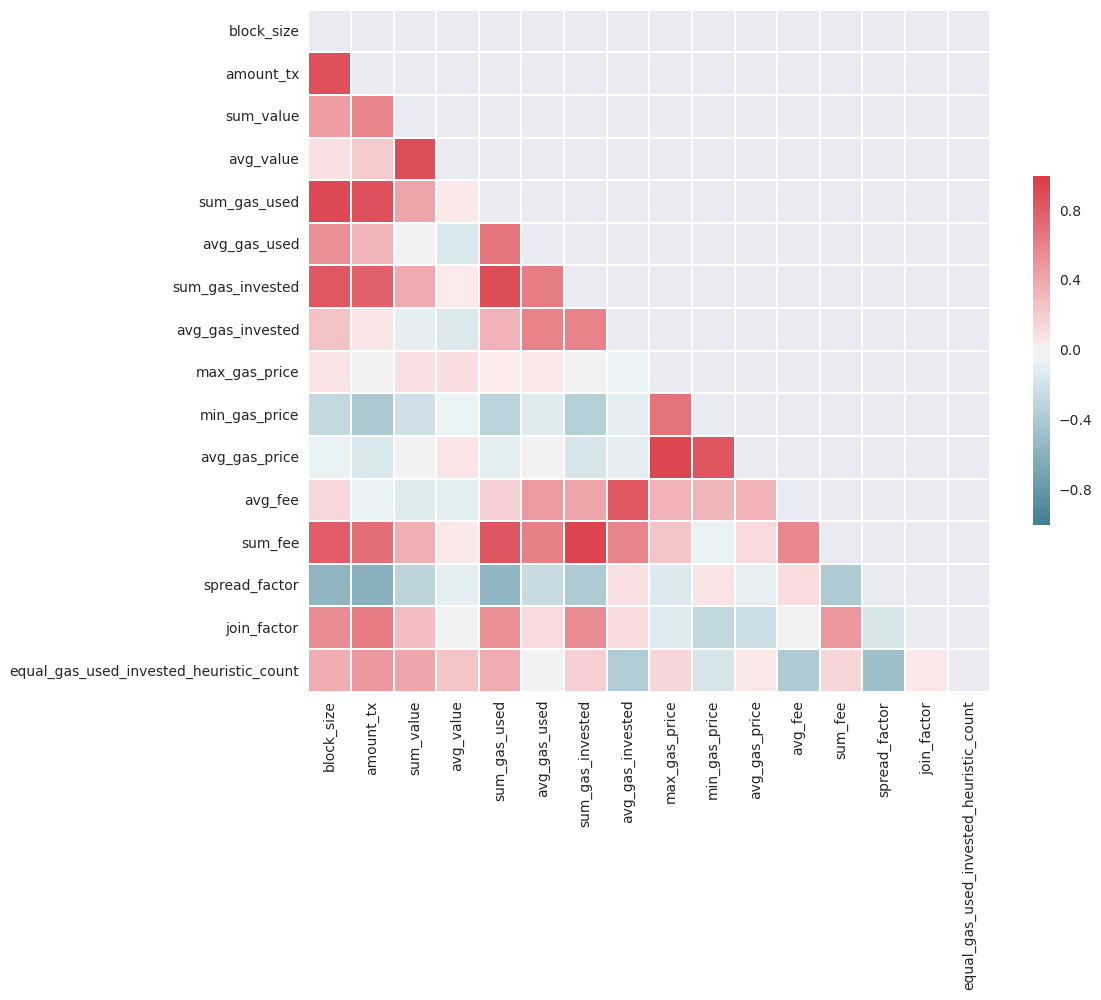 block_size
amount_tx
sum_value
avg_value
sum_gas_used
avg_gas_used
sum_gas_invested
avg_gas_invested
max_gas_price
min_gas_price
avg_gas_price
avg_fee
sum_fee
spread_factor
join_factor
equal_gas_used_invested_heuristic_count
block_size
amount_tx
sum_value
avg_value
sum_gas_used
avg_gas_used
sum_gas_invested
avg_gas_invested
max_gas_price
min_gas_price
avg_gas_price
avg_fee
sum_fee
spread_factor
join_factor
equal_gas_used_invested_heuristic_count
0.8
0.4
0.0
−0.4
−0.8